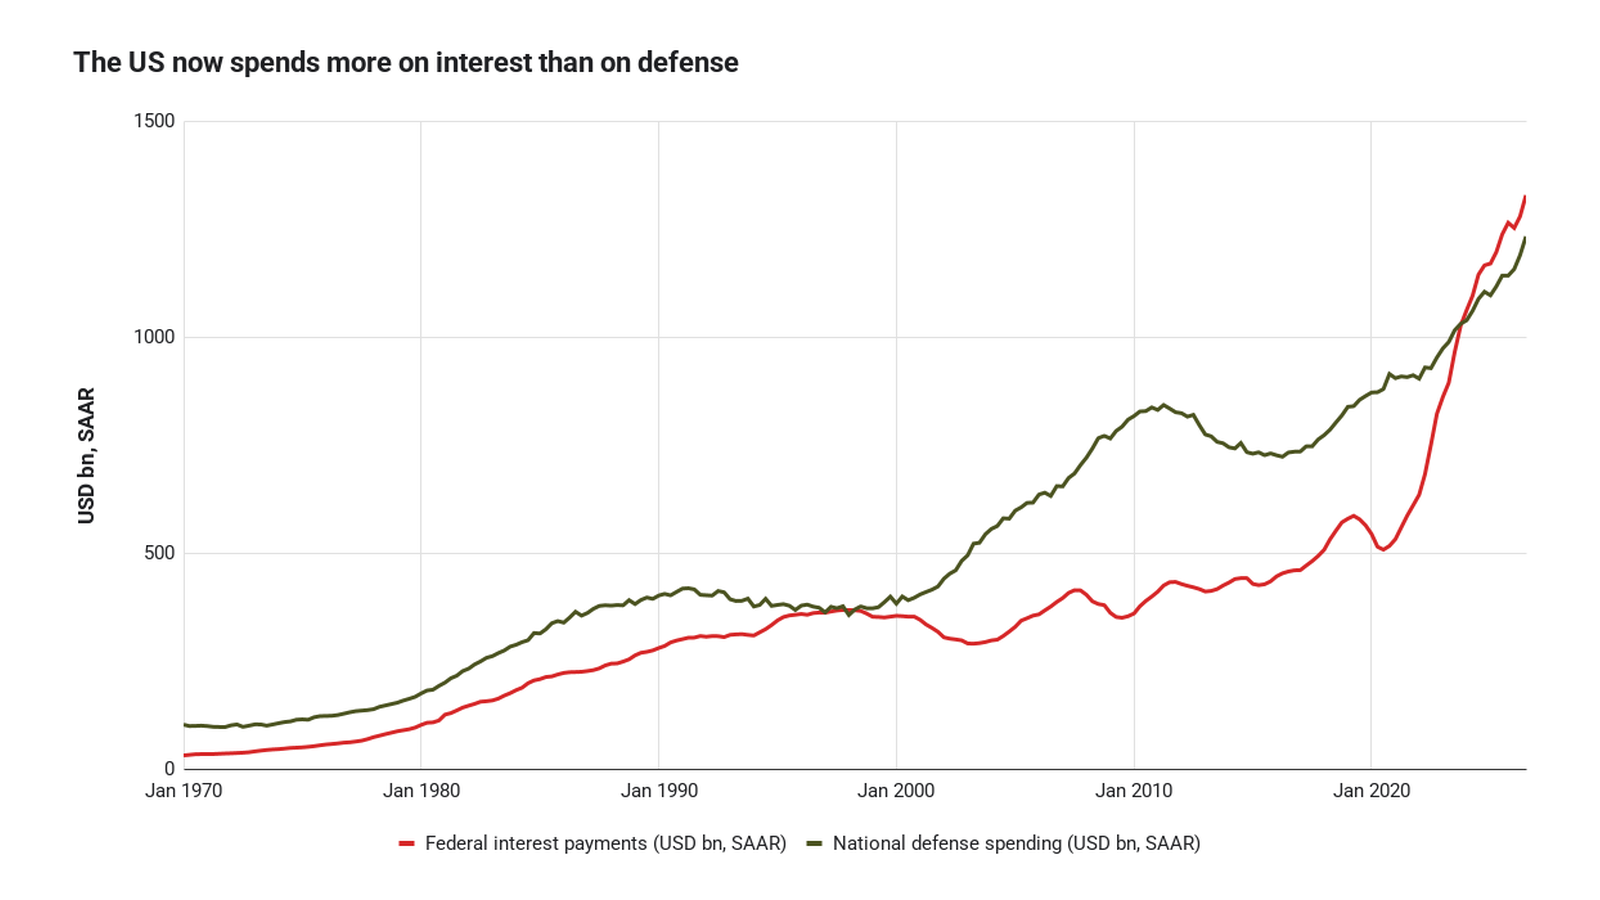 The US now spends more on interest than on defense
USD bn, SAAR
1500
1000
500
0
Jan 1970 Jan 1980 Jan 1990 Jan 2000 Jan 2010 Jan 2020
Federal interest payments (USD bn, SAAR) National defense spending (USD bn, SAAR)